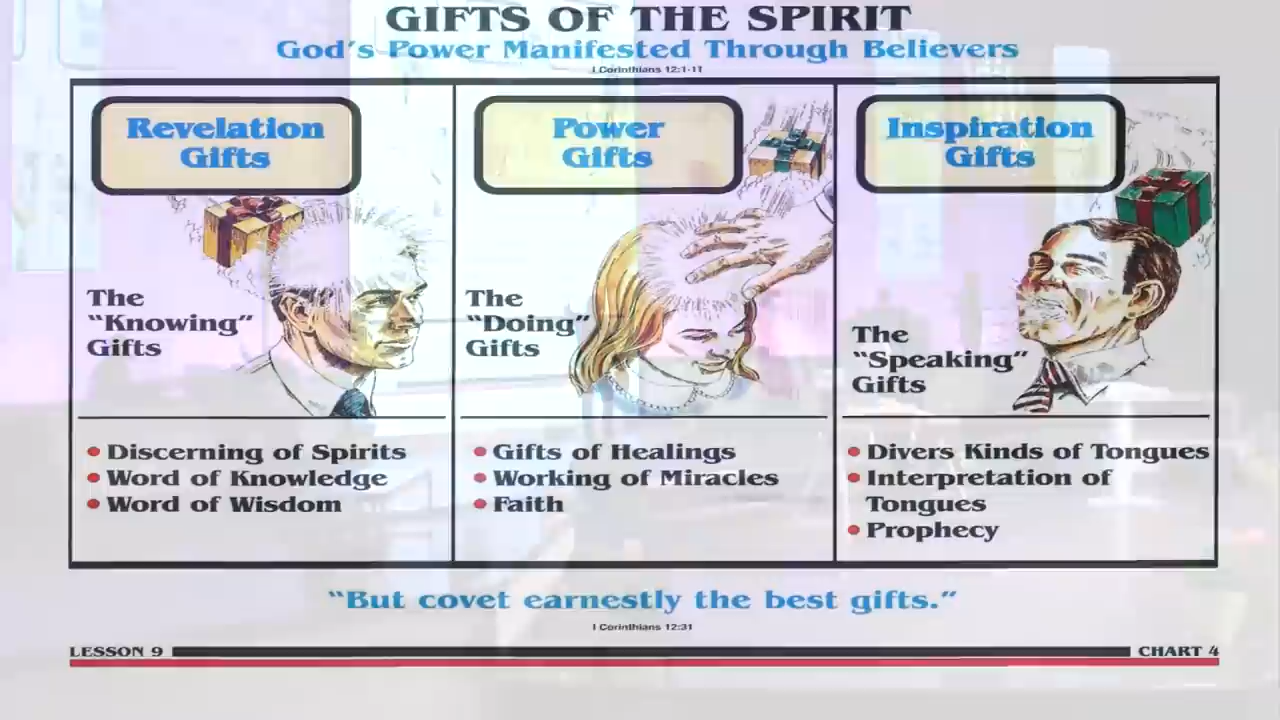 GIFTS OF THE SPIRIT
God's Power Manifested Through Believers
I Corinthians 12:1-11
Revelation
Gifts
The
"Knowing"
Gifts
• Discerning of Spirits
• Word of Knowledge
• Word of Wisdom
Power
Gifts
The
"Doing"
Gifts
• Gifts of Healings
• Working of Miracles
• Faith
Inspiration
Gifts
The
"Speaking"
Gifts
• Divers Kinds of Tongues
• Interpretation of
Tongues
• Prophecy
"But covet earnestly the best gifts."
I Corinthians 12:31
LESSON 9
CHART 4